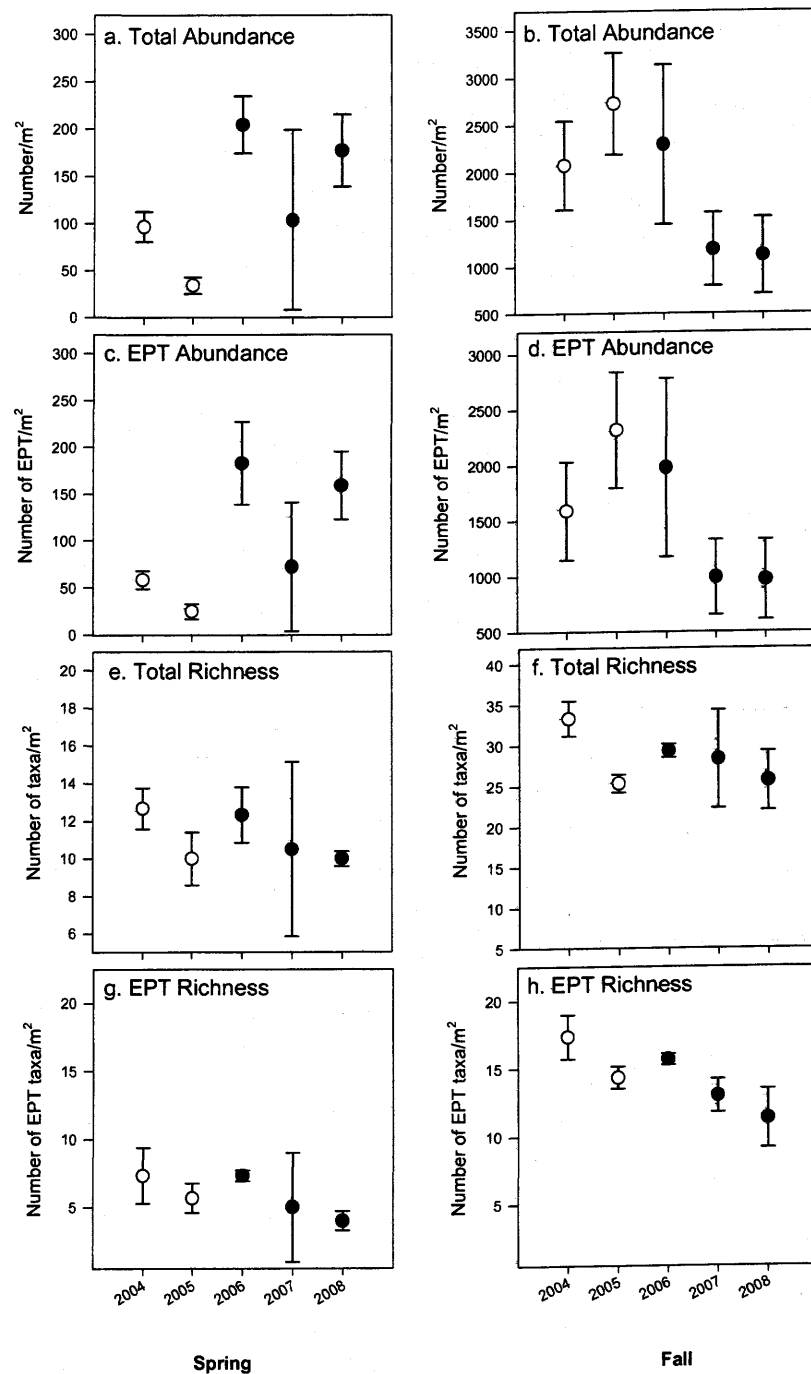 a. Total Abundance
Number/m²
300
250
200
150
100
50
0
b. Total Abundance
Number/m²
3500
3000
2500
2000
1500
1000
500
c. EPT Abundance
Number of EPT/m²
300
250
200
150
100
50
0
d. EPT Abundance
Number of EPT/m²
3000
2500
2000
1500
1000
500
e. Total Richness
Number of taxa/m²
20
18
16
14
12
10
8
6
f. Total Richness
Number of taxa/m²
40
35
30
25
20
15
10
5
g. EPT Richness
Number of EPT taxa/m²
20
15
10
5
2004 2005 2006 2007 2008
Spring
h. EPT Richness
Number of EPT taxa/m²
20
15
10
5
2004 2005 2006 2007 2008
Fall